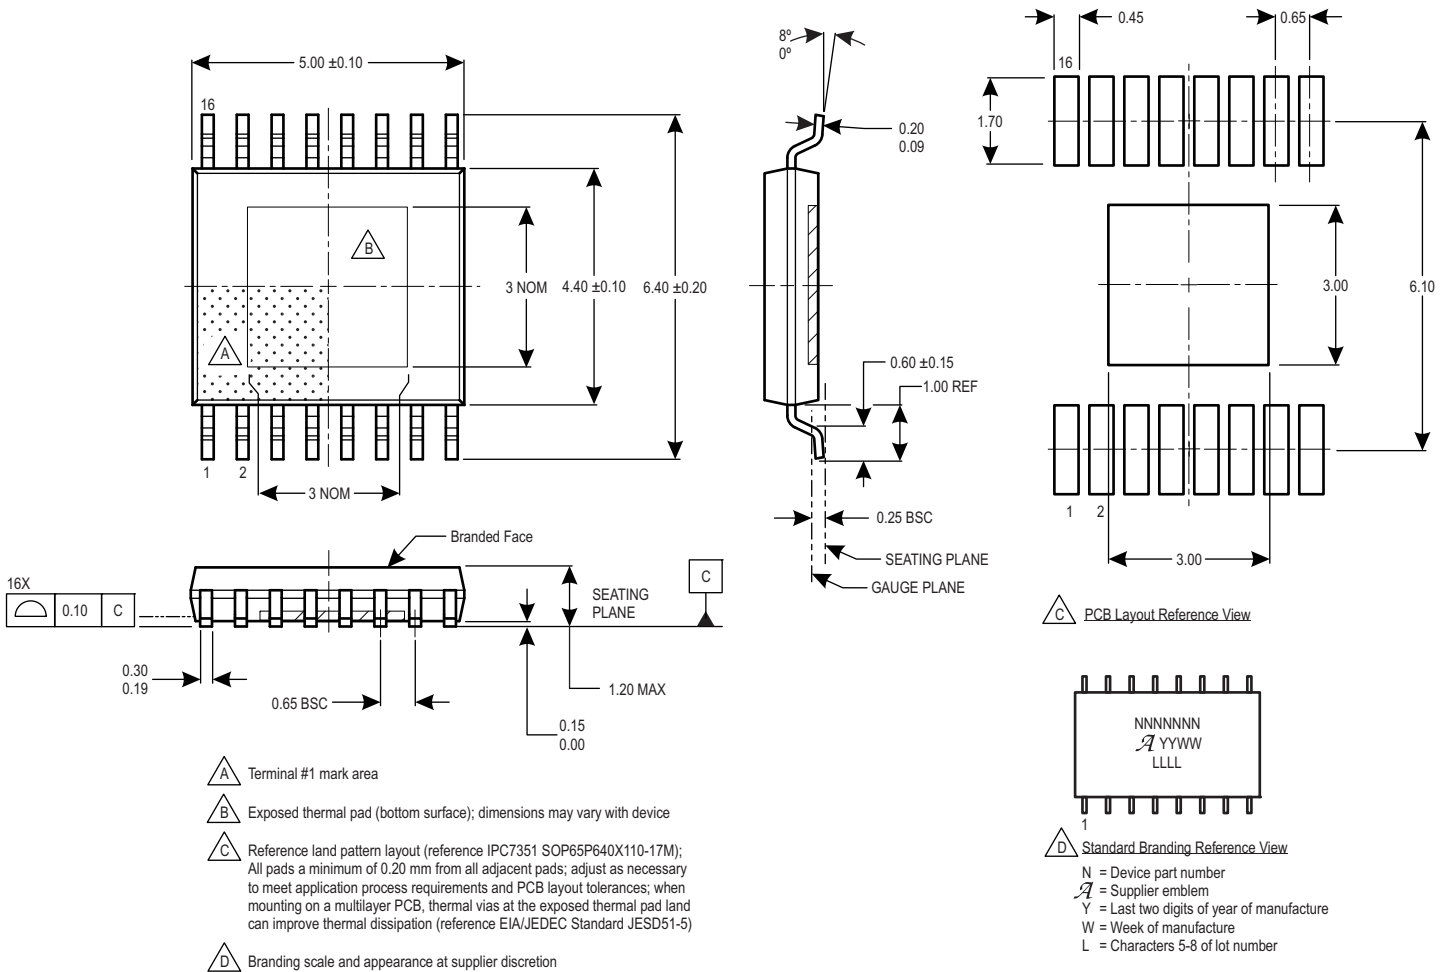 5.00 ±0.10
16
B
A
3 NOM
4.40 ±0.10
6.40 ±0.20
1
2
3 NOM
8º
0º
0.20
0.09
0.60 ±0.15
1.00 REF
0.25 BSC
SEATING PLANE
GAUGE PLANE
0.45
0.65
16
1.70
3.00
6.10
1
2
3.00
C
PCB Layout Reference View
Branded Face
16X
0.10
C
SEATING
PLANE
C
0.30
0.19
0.65 BSC
1.20 MAX
0.15
0.00
A
Terminal #1 mark area
B
Exposed thermal pad (bottom surface); dimensions may vary with device
C
Reference land pattern layout (reference IPC7351 SOP65P640X110-17M);
All pads a minimum of 0.20 mm from all adjacent pads; adjust as necessary
to meet application process requirements and PCB layout tolerances; when
mounting on a multilayer PCB, thermal vias at the exposed thermal pad land
can improve thermal dissipation (reference EIA/JEDEC Standard JESD51-5)
D
Branding scale and appearance at supplier discretion
NNNNNNN
A YYWW
LLLL
1
D
Standard Branding Reference View
N = Device part number
A = Supplier emblem
Y = Last two digits of year of manufacture
W = Week of manufacture
L = Characters 5-8 of lot number